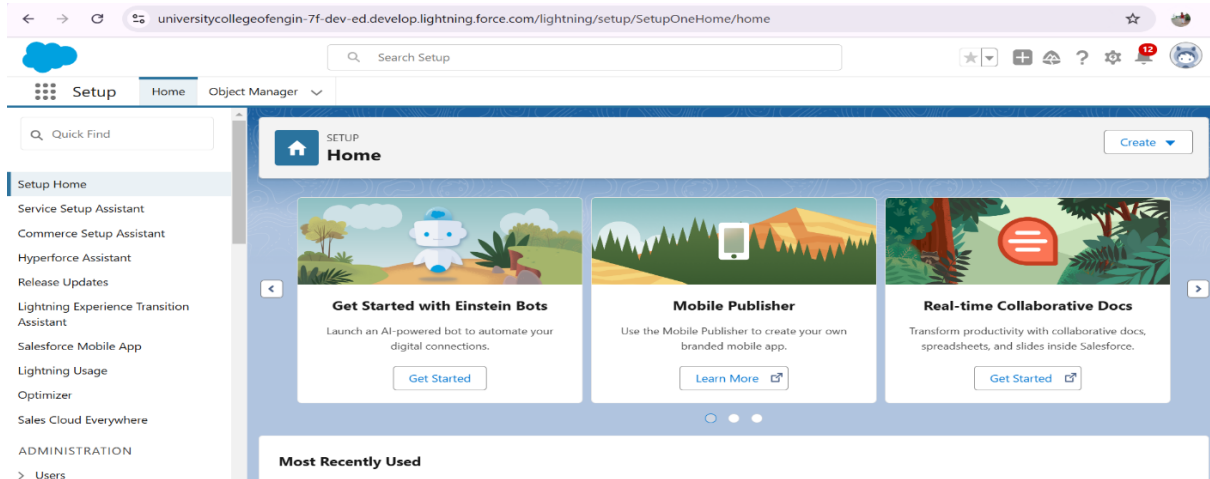 universitycollegeofengin-7f-dev-ed.develop.lightning.force.com/lightning/setup/SetupOneHome/home
Search Setup
12
Setup
Home
Object Manager
Quick Find
Setup Home
Service Setup Assistant
Commerce Setup Assistant
Hyperforce Assistant
Release Updates
Lightning Experience Transition
Assistant
Salesforce Mobile App
Lightning Usage
Optimizer
Sales Cloud Everywhere
ADMINISTRATION
Users
SETUP
Home
Create
Get Started with Einstein Bots
Launch an AI-powered bot to automate your
digital connections.
Get Started
Mobile Publisher
Use the Mobile Publisher to create your own
branded mobile app.
Learn More
Real-time Collaborative Docs
Transform productivity with collaborative docs,
spreadsheets, and slides inside Salesforce.
Get Started
Most Recently Used